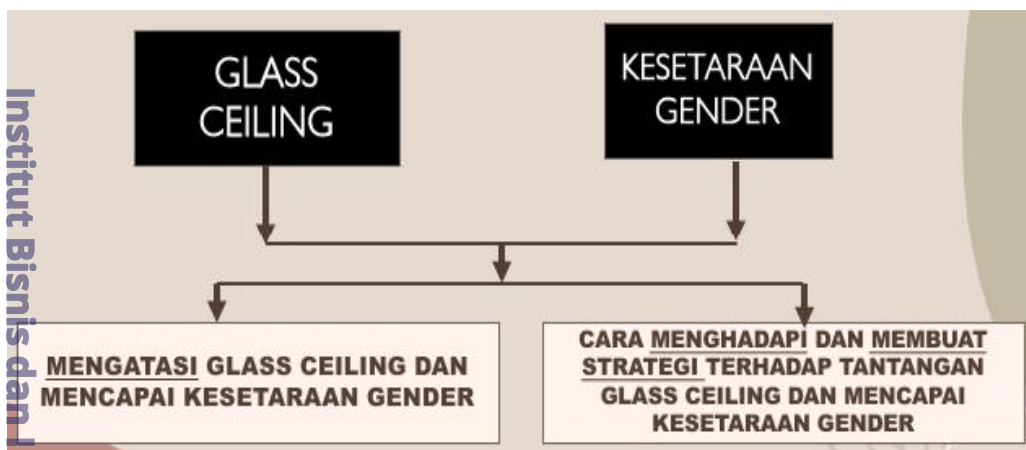 GLASS
CEILING
KESETARAAN
GENDER
MENGATASI GLASS CEILING DAN
MENCAPAI KESETARAAN GENDER
CARA MENGHADAPI DAN MEMBUAT
STRATEGI TERHADAP TANTANGAN
GLASS CEILING DAN MENCAPAI
KESETARAAN GENDER
Institut Bisnis dan